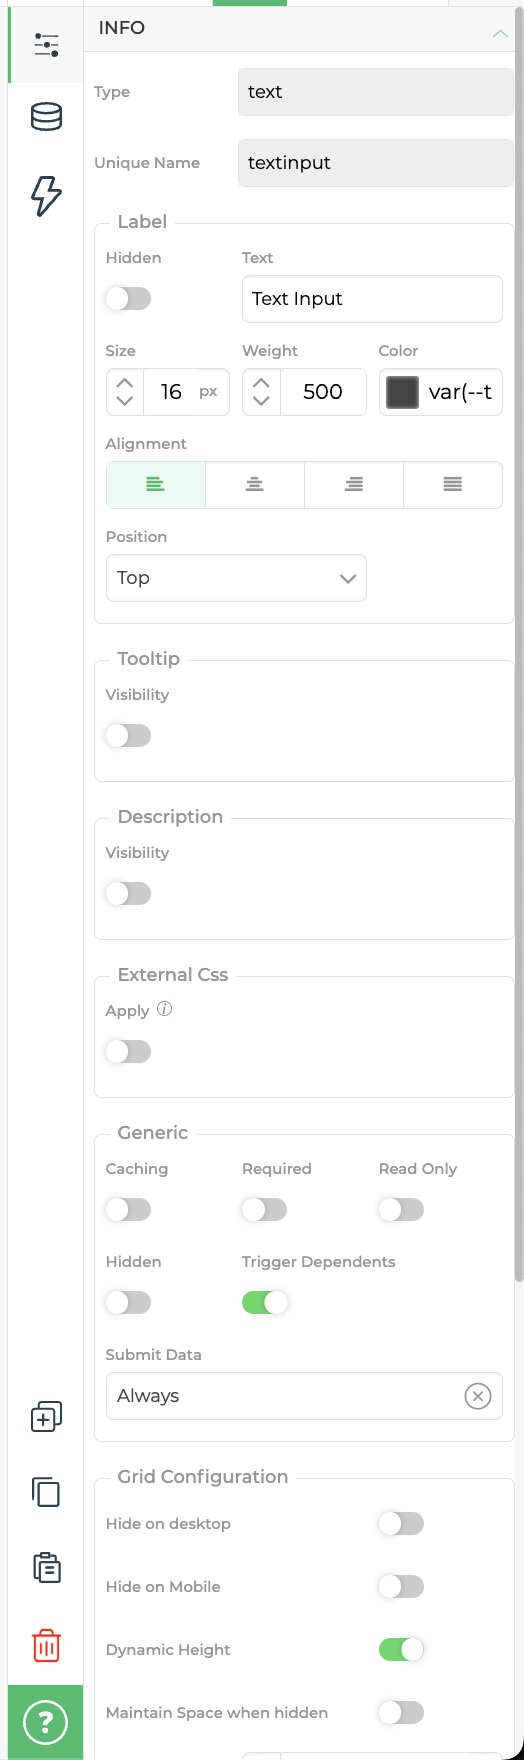 INFO
Type
text
Unique Name
textinput
Label
Hidden
Text
Text Input
Size
Weight
Color
16 px
500
var(--t
Alignment
Position
Top
Tooltip
Visibility
Description
Visibility
External Css
Apply i
Generic
Caching
Required
Read Only
Hidden
Trigger Dependents
Submit Data
Always
Grid Configuration
Hide on desktop
Hide on Mobile
Dynamic Height
Maintain Space when hidden
?